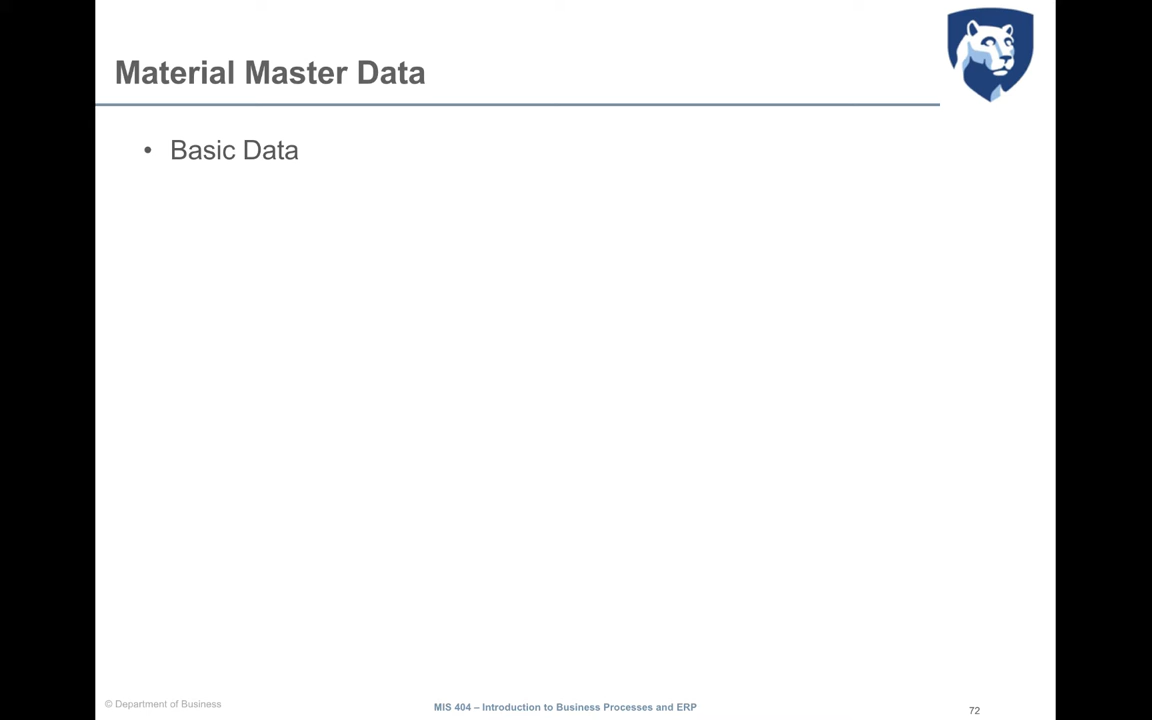 Material Master Data
• Basic Data
© Department of Business
MIS 404 – Introduction to Business Processes and ERP
72